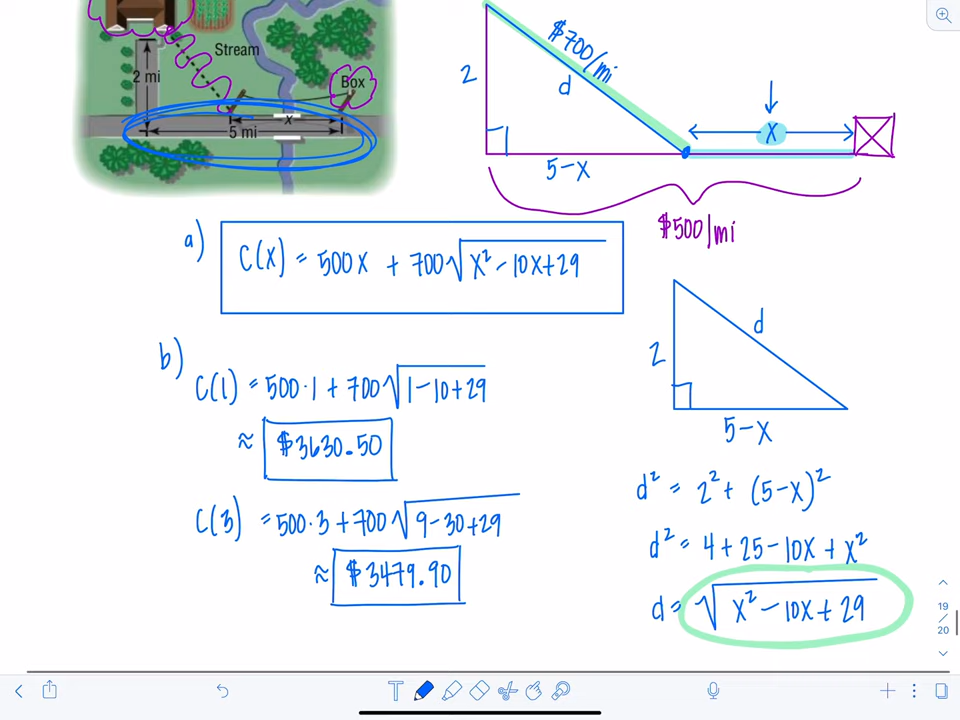 Stream
2 mi
Box
x
5 mi
$700/mi
d
2
5-x
x
$500/mi
a)
C(x) = 500x + 700√x²-10x+29
b)
C(1) = 500·1 + 700√1-10+29
≈ $3630.50
C(3) = 500·3 + 700√9-30+29
≈ $3479.90
d
2
5-x
d² = 2² + (5-x)²
d² = 4 + 25 - 10x + x²
d = √x² - 10x + 29
19
/
20
T